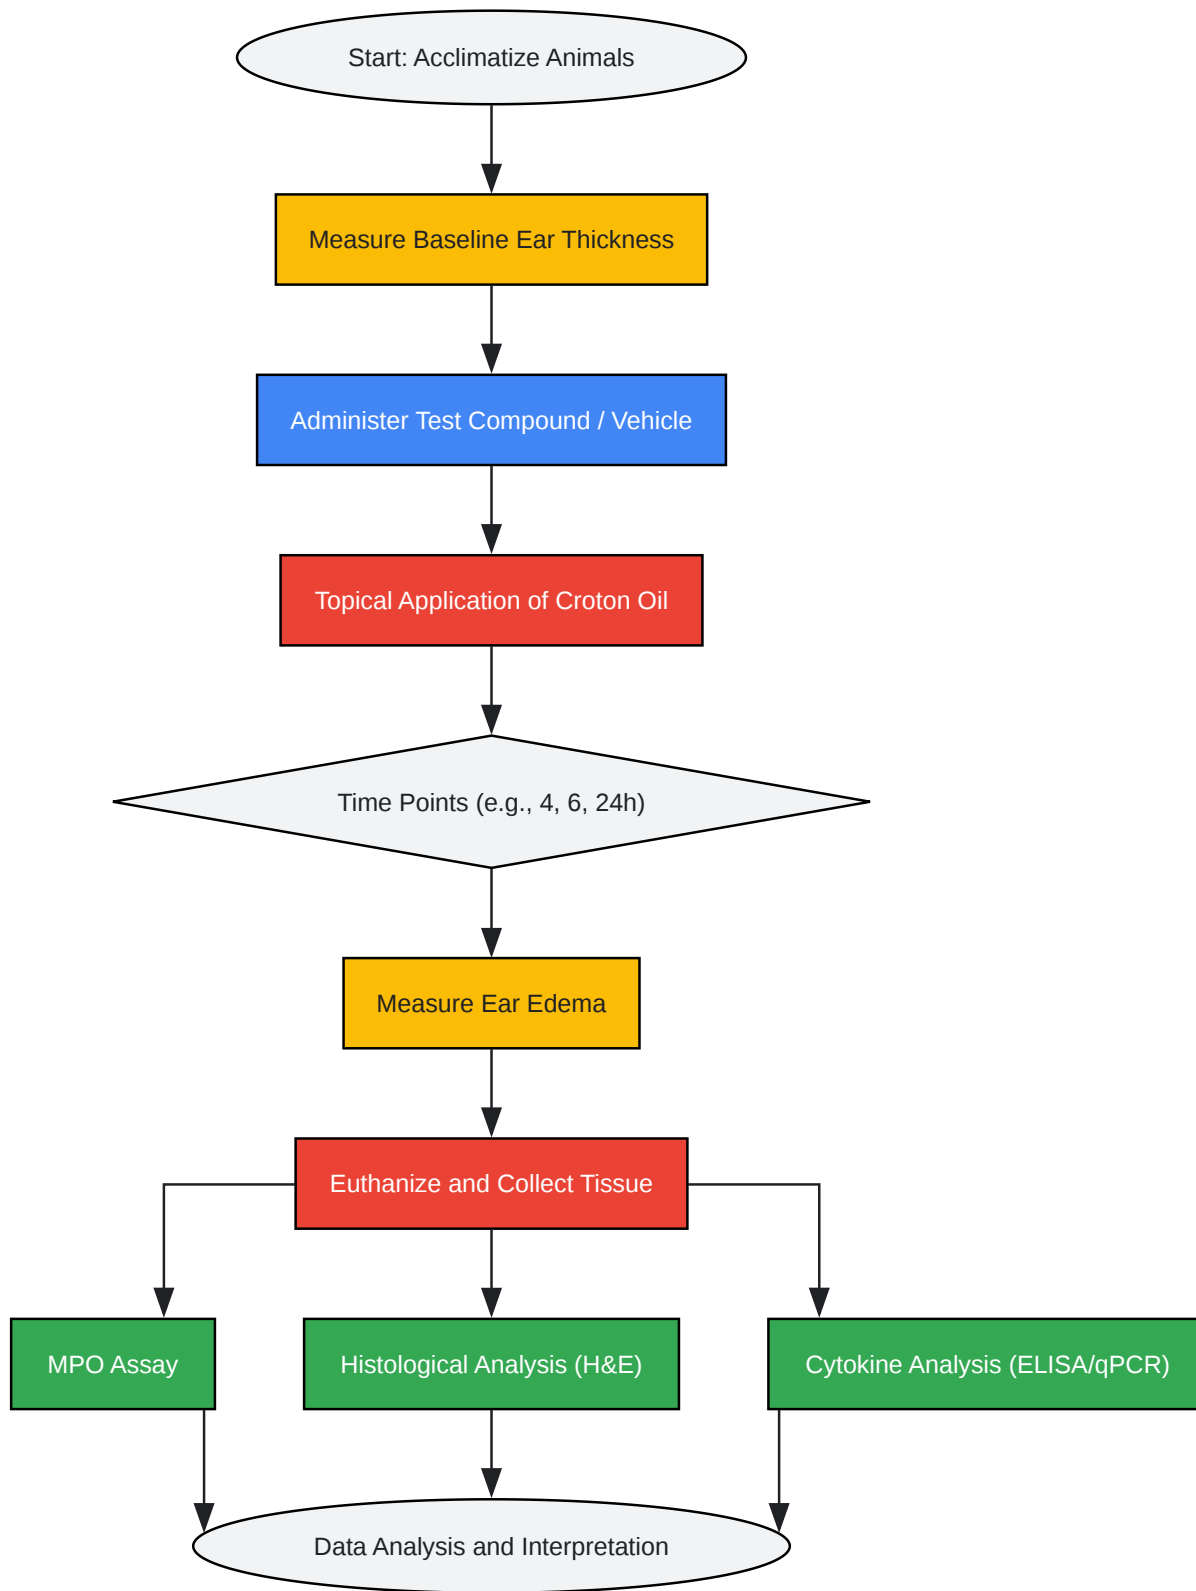 Start: Acclimatize Animals
Measure Baseline Ear Thickness
Administer Test Compound / Vehicle
Topical Application of Croton Oil
Time Points (e.g., 4, 6, 24h)
Measure Ear Edema
Euthanize and Collect Tissue
MPO Assay
Histological Analysis (H&E)
Cytokine Analysis (ELISA/qPCR)
Data Analysis and Interpretation